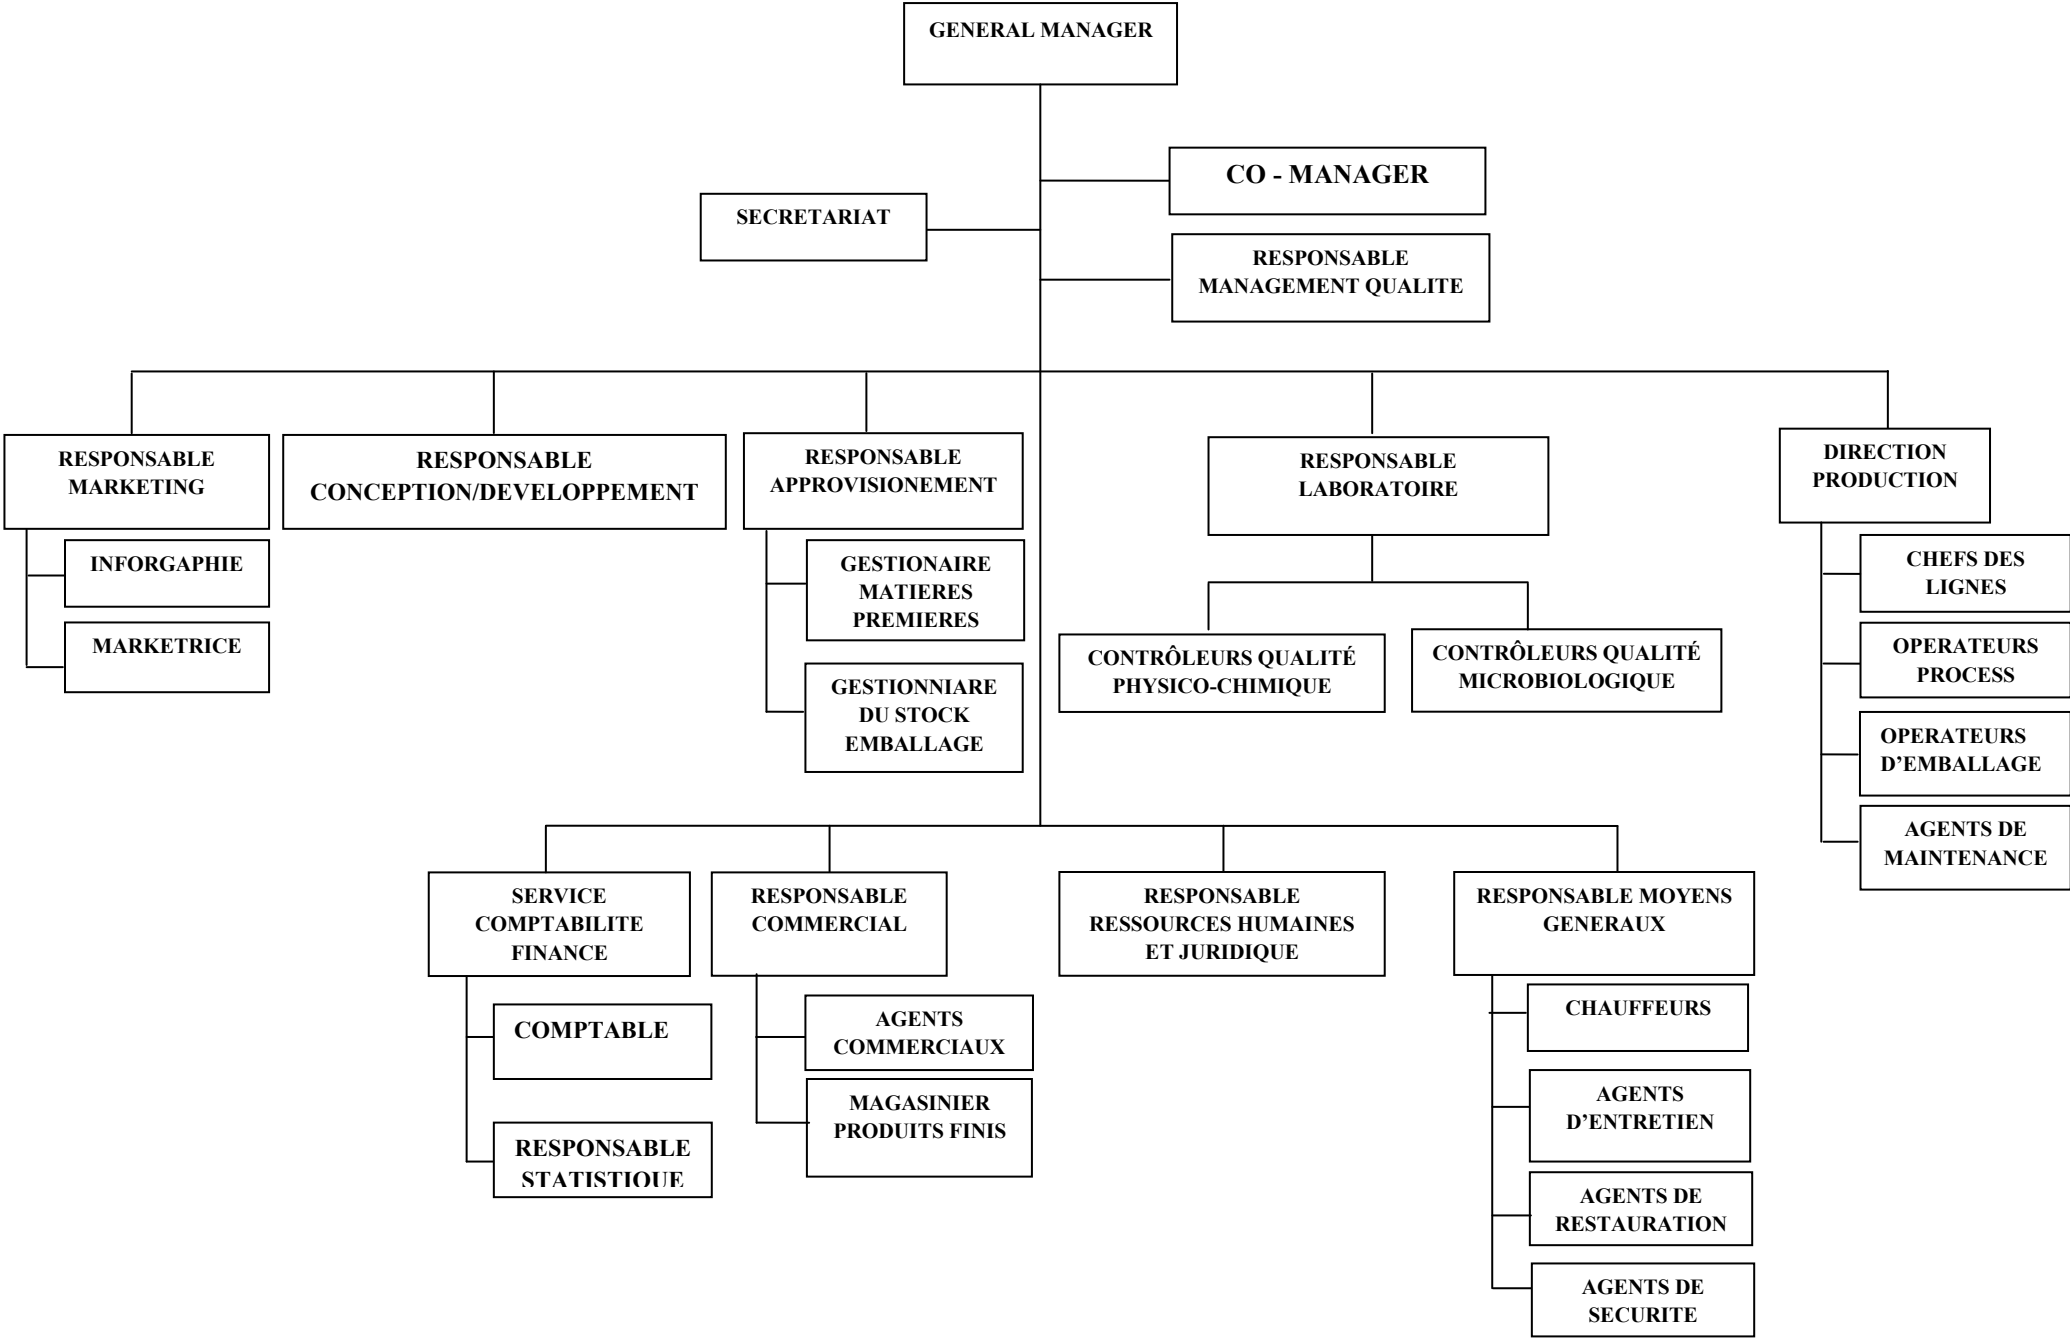 GENERAL MANAGER
CO - MANAGER
SECRETARIAT
RESPONSABLE
MANAGEMENT QUALITE
RESPONSABLE
MARKETING
RESPONSABLE
CONCEPTION/DEVELOPPEMENT
RESPONSABLE
APPROVISIONEMENT
RESPONSABLE
LABORATOIRE
DIRECTION
PRODUCTION
INFORGAPHIE
MARKETRICE
GESTIONAIRE
MATIERES
PREMIERES
GESTIONNIARE
DU STOCK
EMBALLAGE
CONTRÔLEURS QUALITÉ
PHYSICO-CHIMIQUE
CONTRÔLEURS QUALITÉ
MICROBIOLOGIQUE
CHEFS DES
LIGNES
OPERATEURS
PROCESS
OPERATEURS
D’EMBALLAGE
AGENTS DE
MAINTENANCE
SERVICE
COMPTABILITE
FINANCE
RESPONSABLE
COMMERCIAL
RESPONSABLE
RESSOURCES HUMAINES
ET JURIDIQUE
RESPONSABLE MOYENS
GENERAUX
COMPTABLE
RESPONSABLE
STATISTIQUE
AGENTS
COMMERCIAUX
MAGASINIER
PRODUITS FINIS
CHAUFFEURS
AGENTS
D’ENTRETIEN
AGENTS DE
RESTAURATION
AGENTS DE
SECURITE